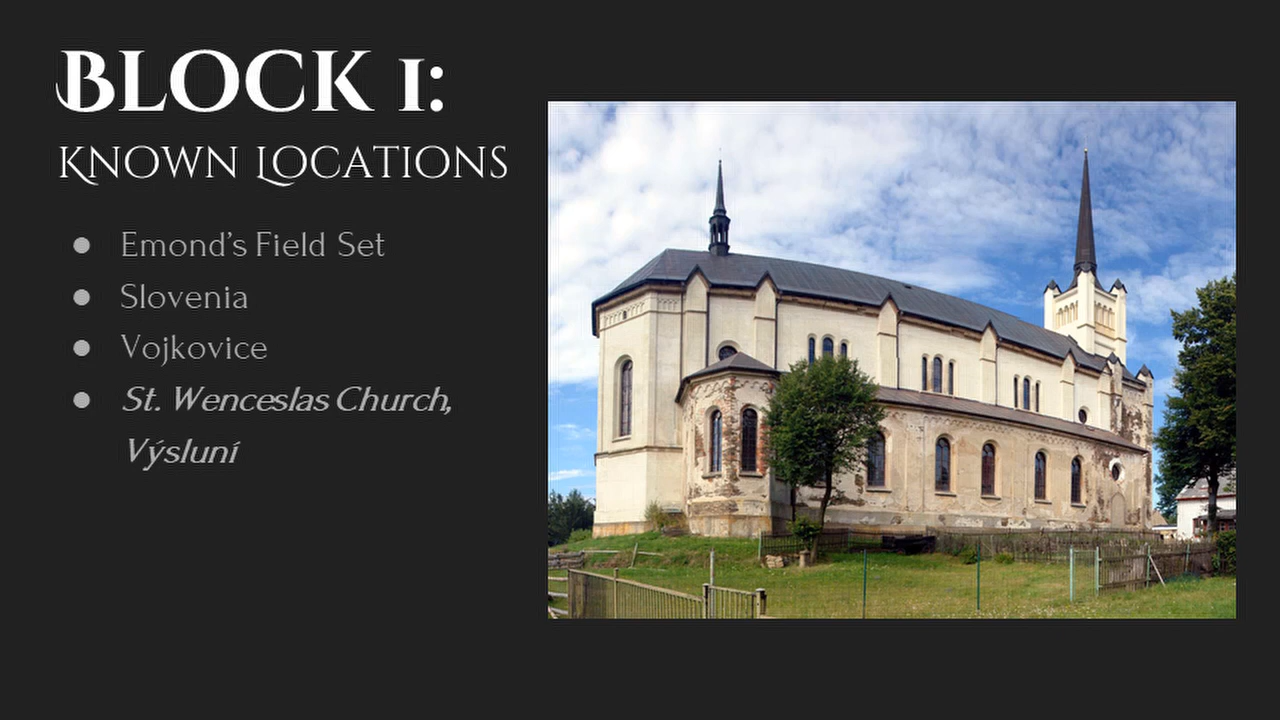 Block 1:
Known Locations
● Emond's Field Set
● Slovenia
● Vojkovice
● St. Wenceslas Church,
Výsluní